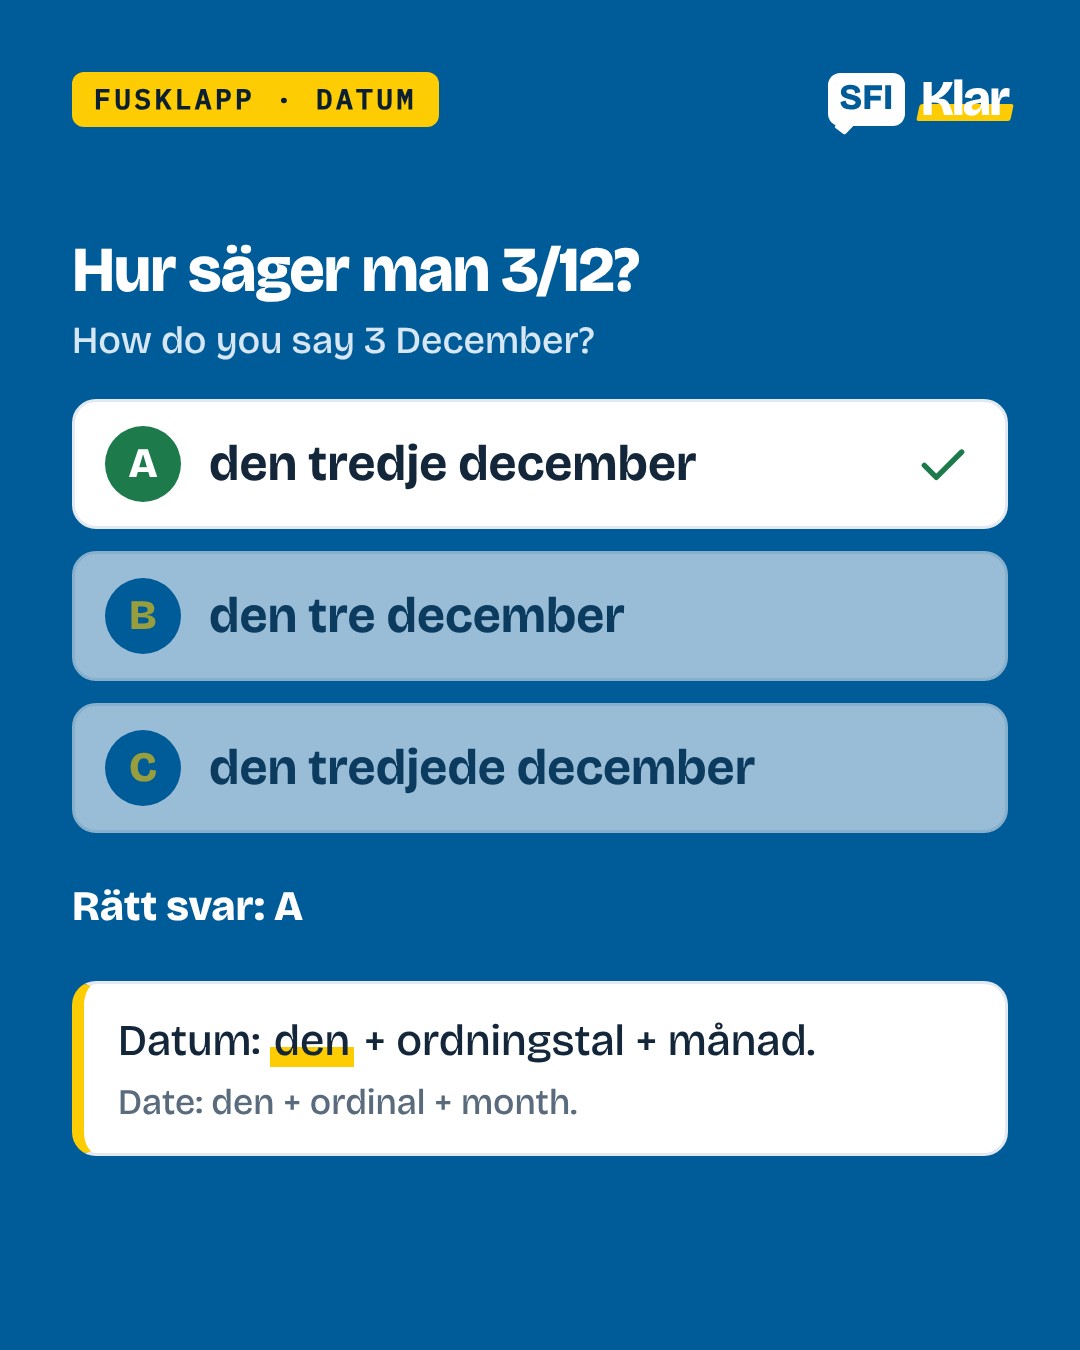 FUSKLAPP · DATUM
SFI Klar
Hur säger man 3/12?
How do you say 3 December?
A den tredje december
B den tre december
C den tredjede december
Rätt svar: A
Datum: den + ordningstal + månad.
Date: den + ordinal + month.